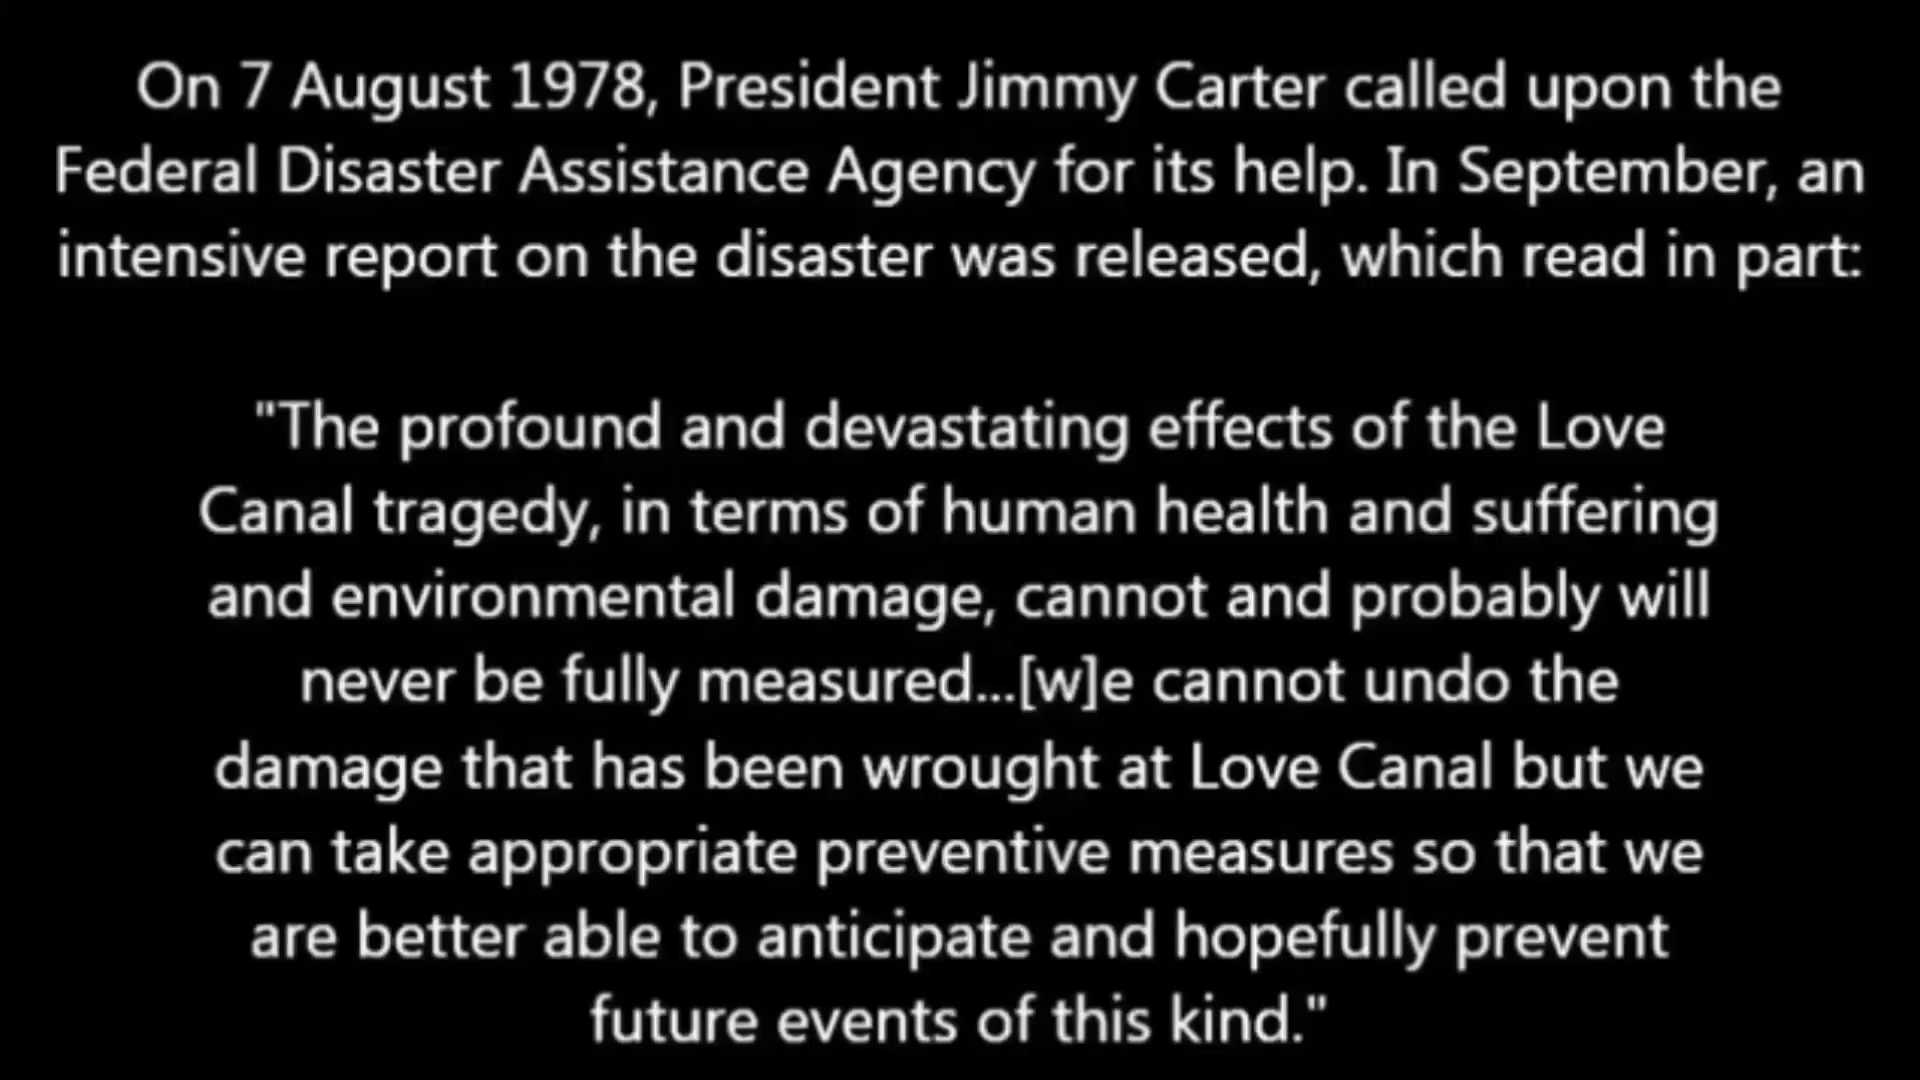 On 7 August 1978, President Jimmy Carter called upon the
Federal Disaster Assistance Agency for its help. In September, an
intensive report on the disaster was released, which read in part:
"The profound and devastating effects of the Love
Canal tragedy, in terms of human health and suffering
and environmental damage, cannot and probably will
never be fully measured...[w]e cannot undo the
damage that has been wrought at Love Canal but we
can take appropriate preventive measures so that we
are better able to anticipate and hopefully prevent
future events of this kind."